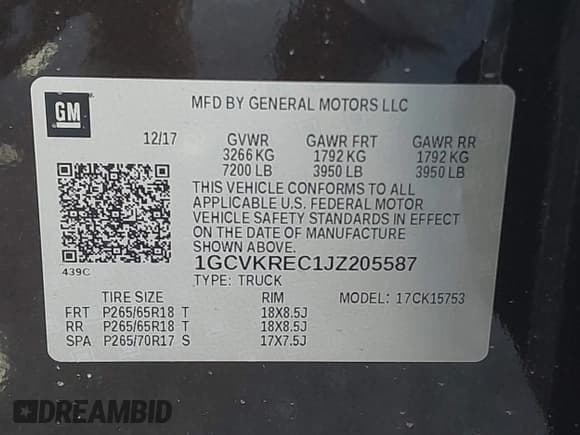 GM
MFD BY GENERAL MOTORS LLC
12/17 GVWR GAWR FRT GAWR RR
3266 KG 1792 KG 1792 KG
7200 LB 3950 LB 3950 LB
THIS VEHICLE CONFORMS TO ALL
APPLICABLE U.S. FEDERAL MOTOR
VEHICLE SAFETY STANDARDS IN EFFECT
ON THE DATE OF MANUFACTURE
SHOWN ABOVE.
439C
1GCVKREC1JZ205587
TYPE: TRUCK
TIRE SIZE RIM MODEL: 17CK15753
FRT P265/65R18 T 18X8.5J
RR P265/65R18 T 18X8.5J
SPA P265/70R17 S 17X7.5J
DREAMBID